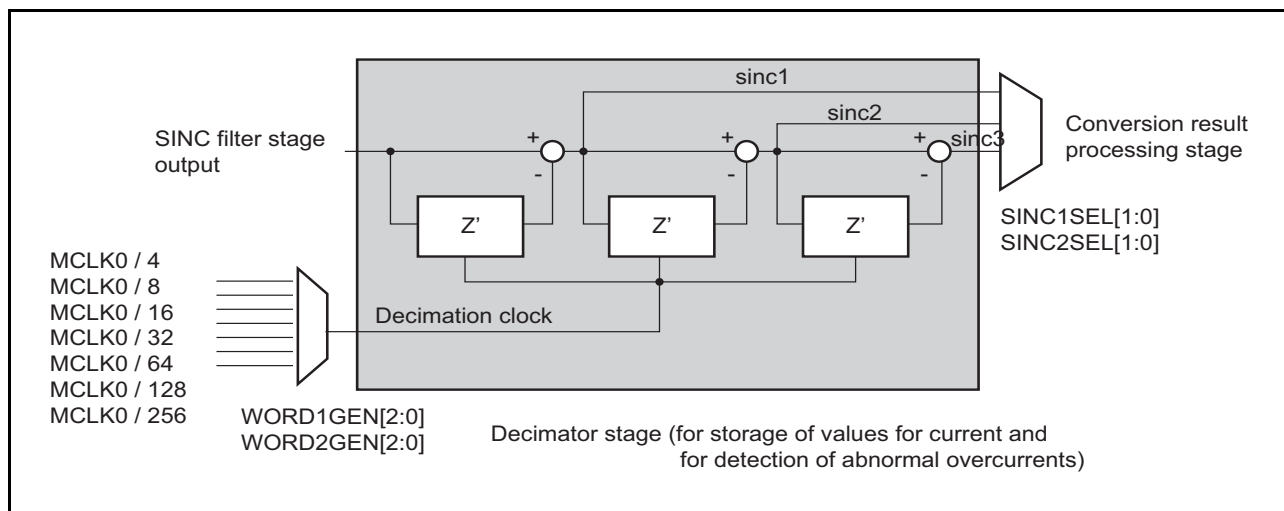 sinc1
sinc2
SINC filter stage
output
+
-
+
-
+
-
sinc3
Conversion result
processing stage
Z’
Z’
Z’
SINC1SEL[1:0]
SINC2SEL[1:0]
MCLK0 / 4
MCLK0 / 8
MCLK0 / 16
MCLK0 / 32
MCLK0 / 64
MCLK0 / 128
MCLK0 / 256
Decimation clock
WORD1GEN[2:0]
WORD2GEN[2:0]
Decimator stage (for storage of values for current and
for detection of abnormal overcurrents)